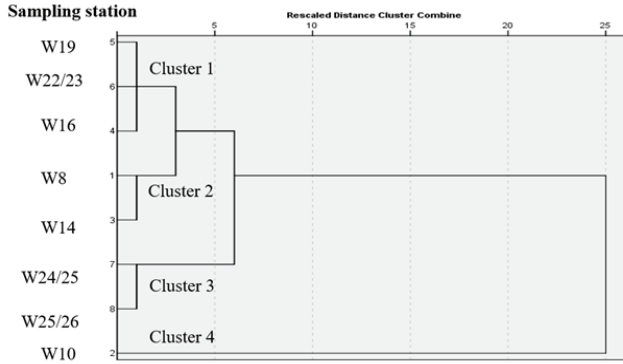 Sampling station
Rescaled Distance Cluster Combine
5 10 15 20 25
W19 5 Cluster 1
W22/23 6
W16 4
W8 1
Cluster 2
W14 3
W24/25 7
Cluster 3
W25/26 8
Cluster 4
W10 2